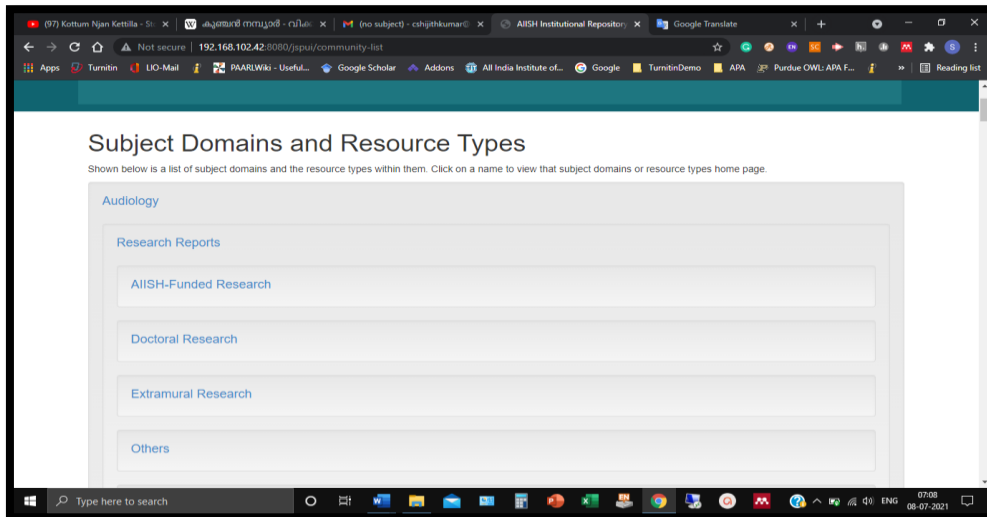 (97) Kottum Njan Kettilla - St
കുഞ്ചൻ നമ്പ്യാർ - വിക
(no subject) - cshijithkumar@
AIISH Institutional Repository
Google Translate
Not secure | 192.168.102.42:8080/jspui/community-list
Apps
Turnitin
LIO-Mail
PAARLWiki - Useful...
Google Scholar
Addons
All India Institute of...
Google
TurnitinDemo
APA
Purdue OWL: APA F...
»
Reading list
Subject Domains and Resource Types
Shown below is a list of subject domains and the resource types within them. Click on a name to view that subject domains or resource types home page.
Audiology
Research Reports
AIISH-Funded Research
Doctoral Research
Extramural Research
Others
Type here to search
ENG
07:08
08-07-2021